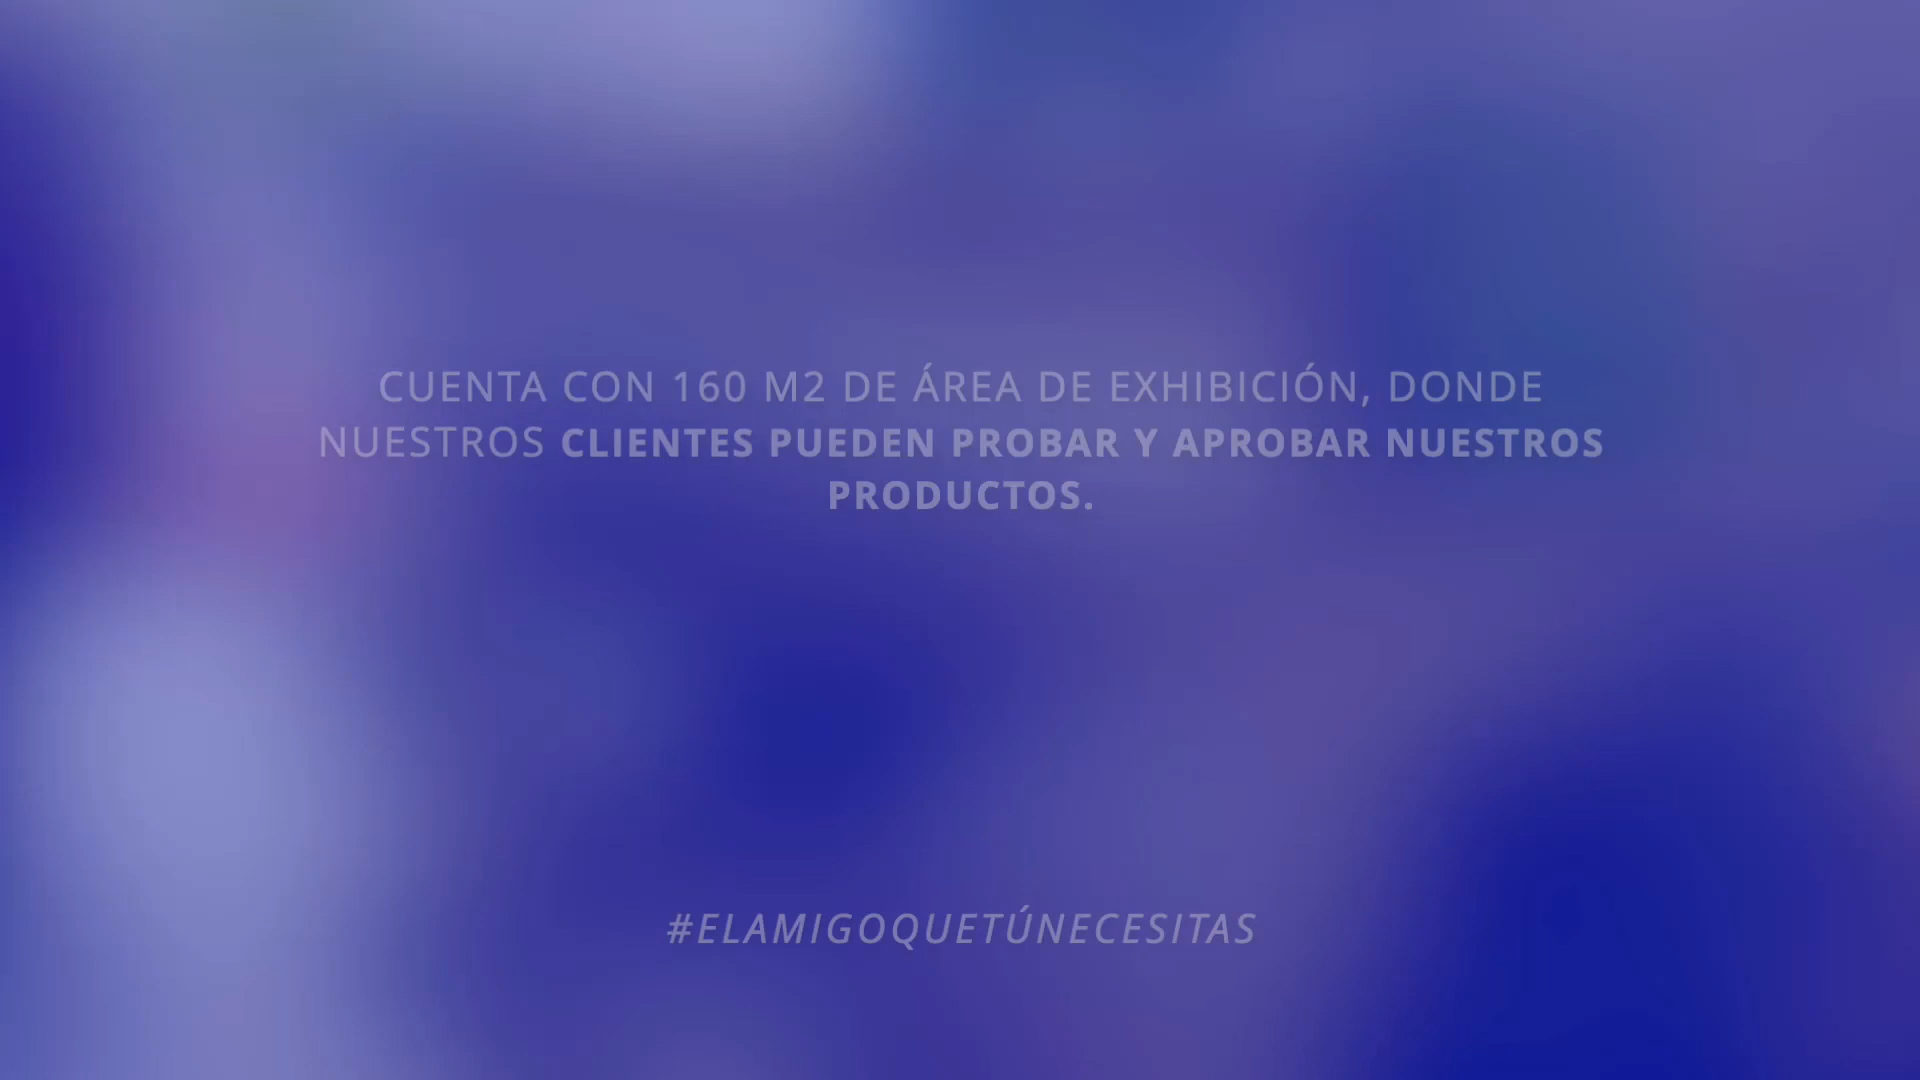 CUENTA CON 160 M2 DE ÁREA DE EXHIBICIÓN, DONDE
NUESTROS CLIENTES PUEDEN PROBAR Y APROBAR NUESTROS
PRODUCTOS.
#ELAMIGOQUETÚNECESITAS